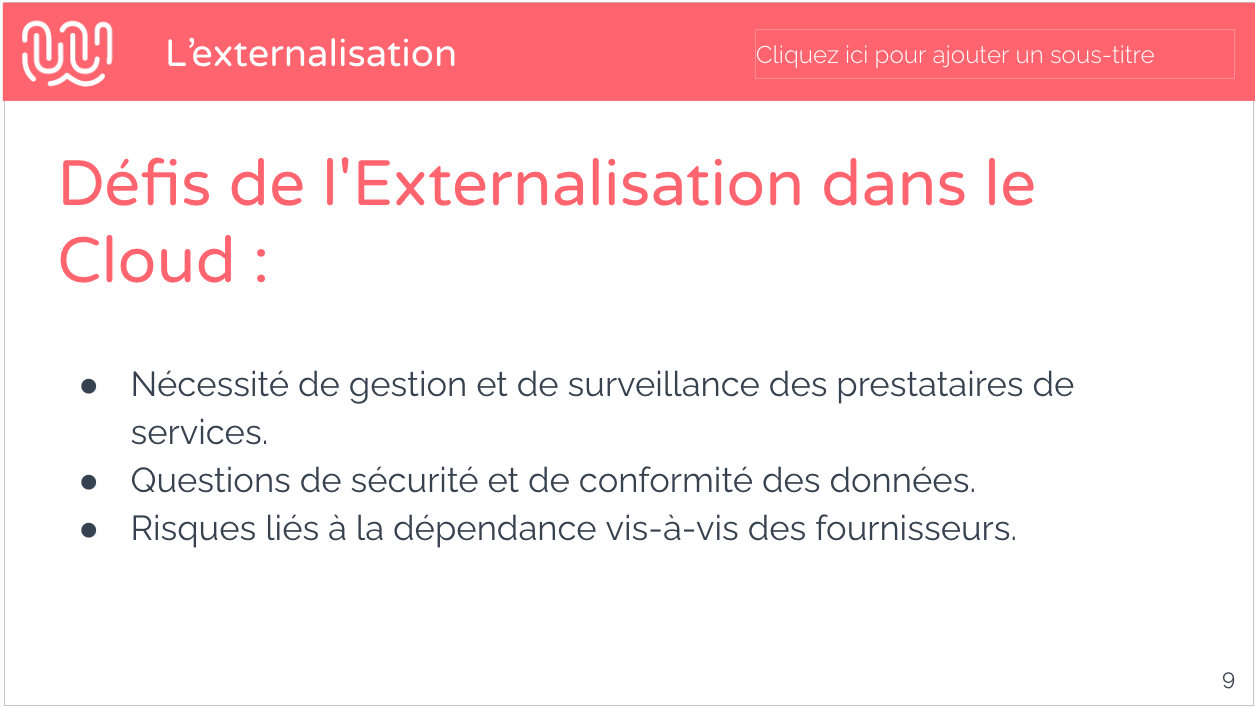 L’externalisation
Cliquez ici pour ajouter un sous-titre
Défis de l'Externalisation dans le
Cloud :
● Nécessité de gestion et de surveillance des prestataires de
services.
● Questions de sécurité et de conformité des données.
● Risques liés à la dépendance vis-à-vis des fournisseurs.
9